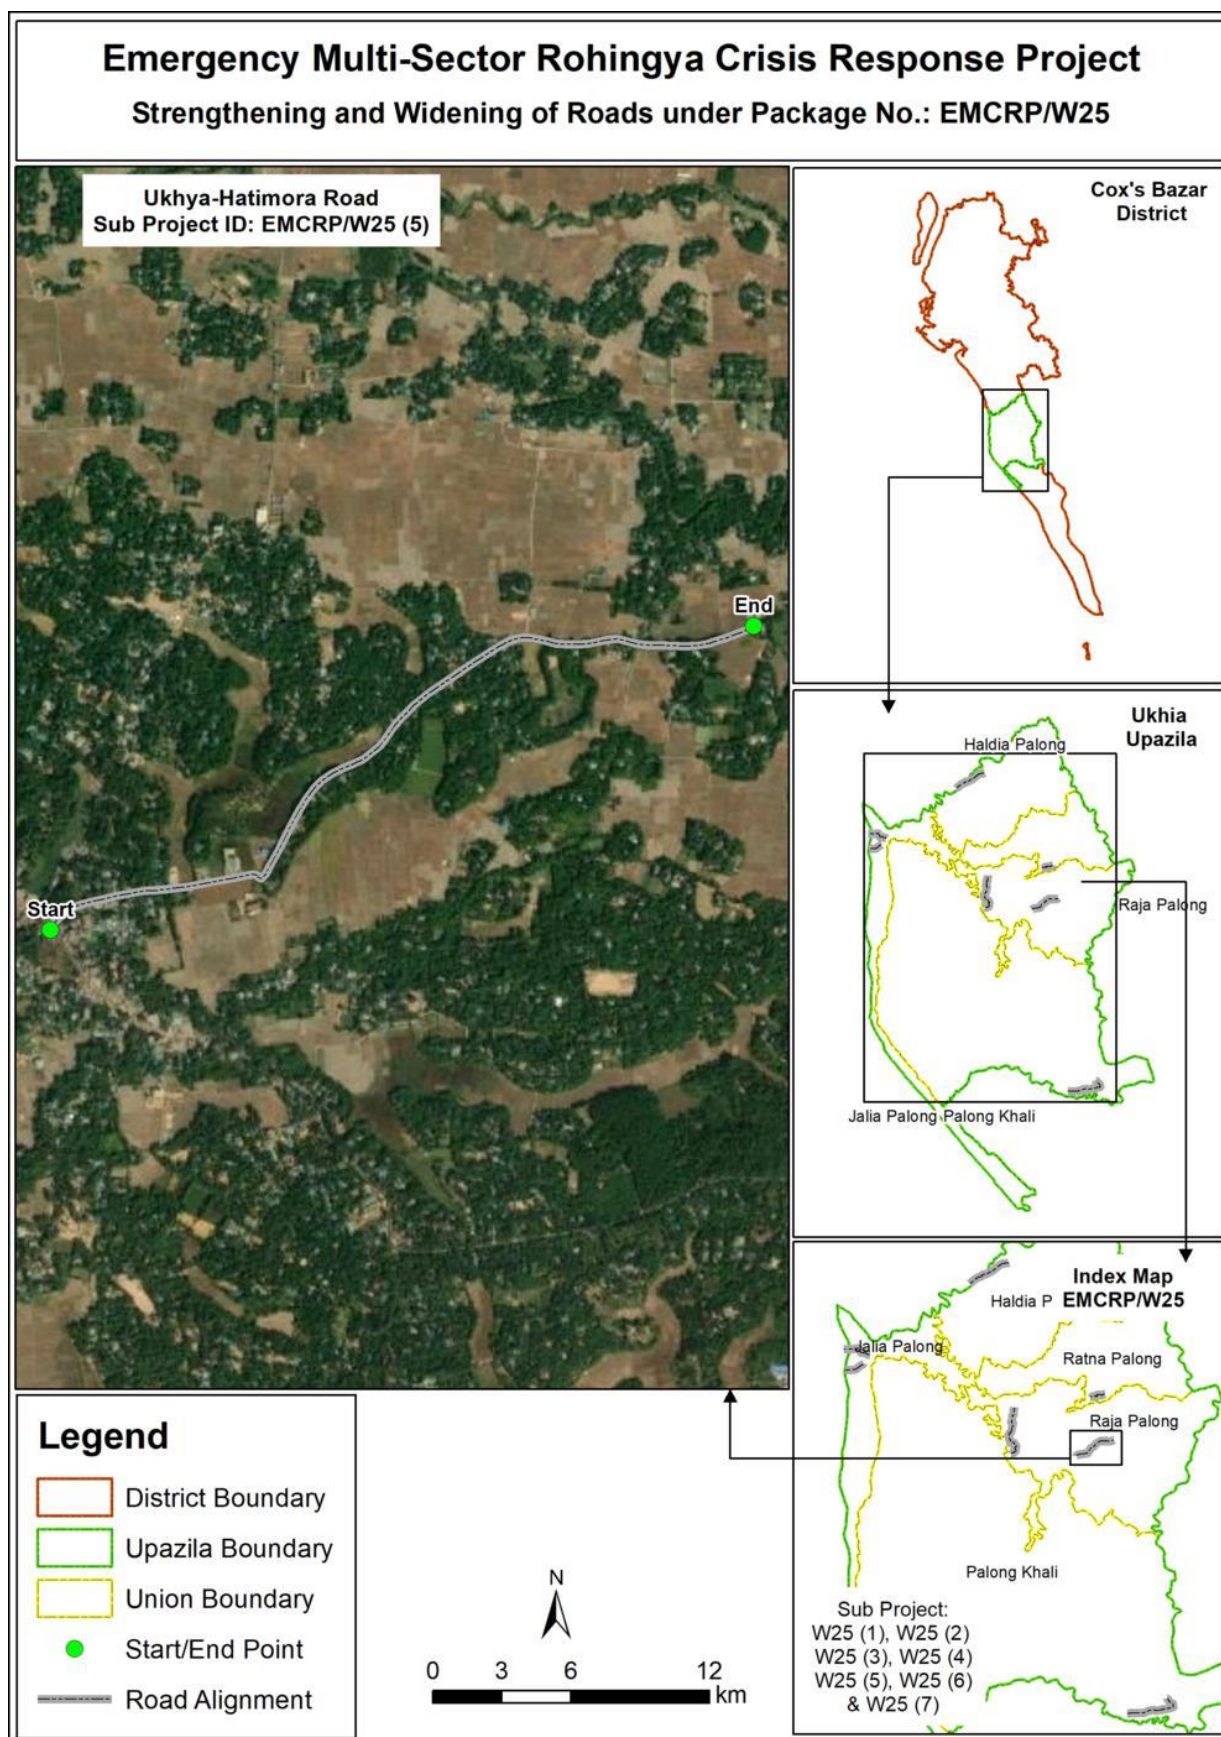 Emergency Multi-Sector Rohingya Crisis Response Project
Strengthening and Widening of Roads under Package No.: EMCRP/W25
Ukhya-Hatimora Road
Sub Project ID: EMCRP/W25 (5)
Start
End
Cox's Bazar
District
Ukhia
Upazila
Haldia Palong
Raja Palong
Jalia Palong Palong Khali
Index Map
EMCRP/W25
Haldia P
Jalia Palong
Ratna Palong
Raja Palong
Palong Khali
Sub Project:
W25 (1), W25 (2)
W25 (3), W25 (4)
W25 (5), W25 (6)
& W25 (7)
Legend
District Boundary
Upazila Boundary
Union Boundary
Start/End Point
Road Alignment
N
0 3 6 12
km